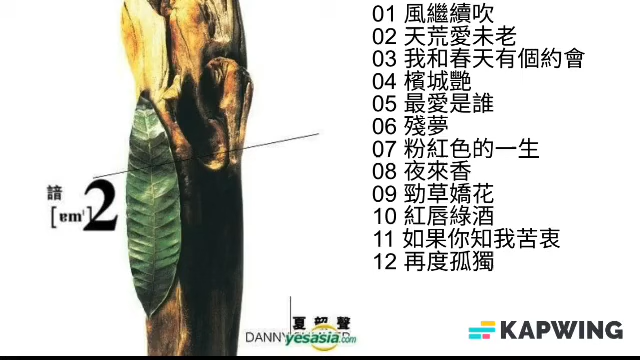 01 風繼續吹
02 天荒愛未老
03 我和春天有個約會
04 檳城艷
05 最愛是誰
06 殘夢
07 粉紅色的一生
08 夜來香
09 勁草嬌花
10 紅唇綠酒
11 如果你知我苦衷
12 再度孤獨
2
夏韶聲
DANNY
yesasia.com
KAPWING